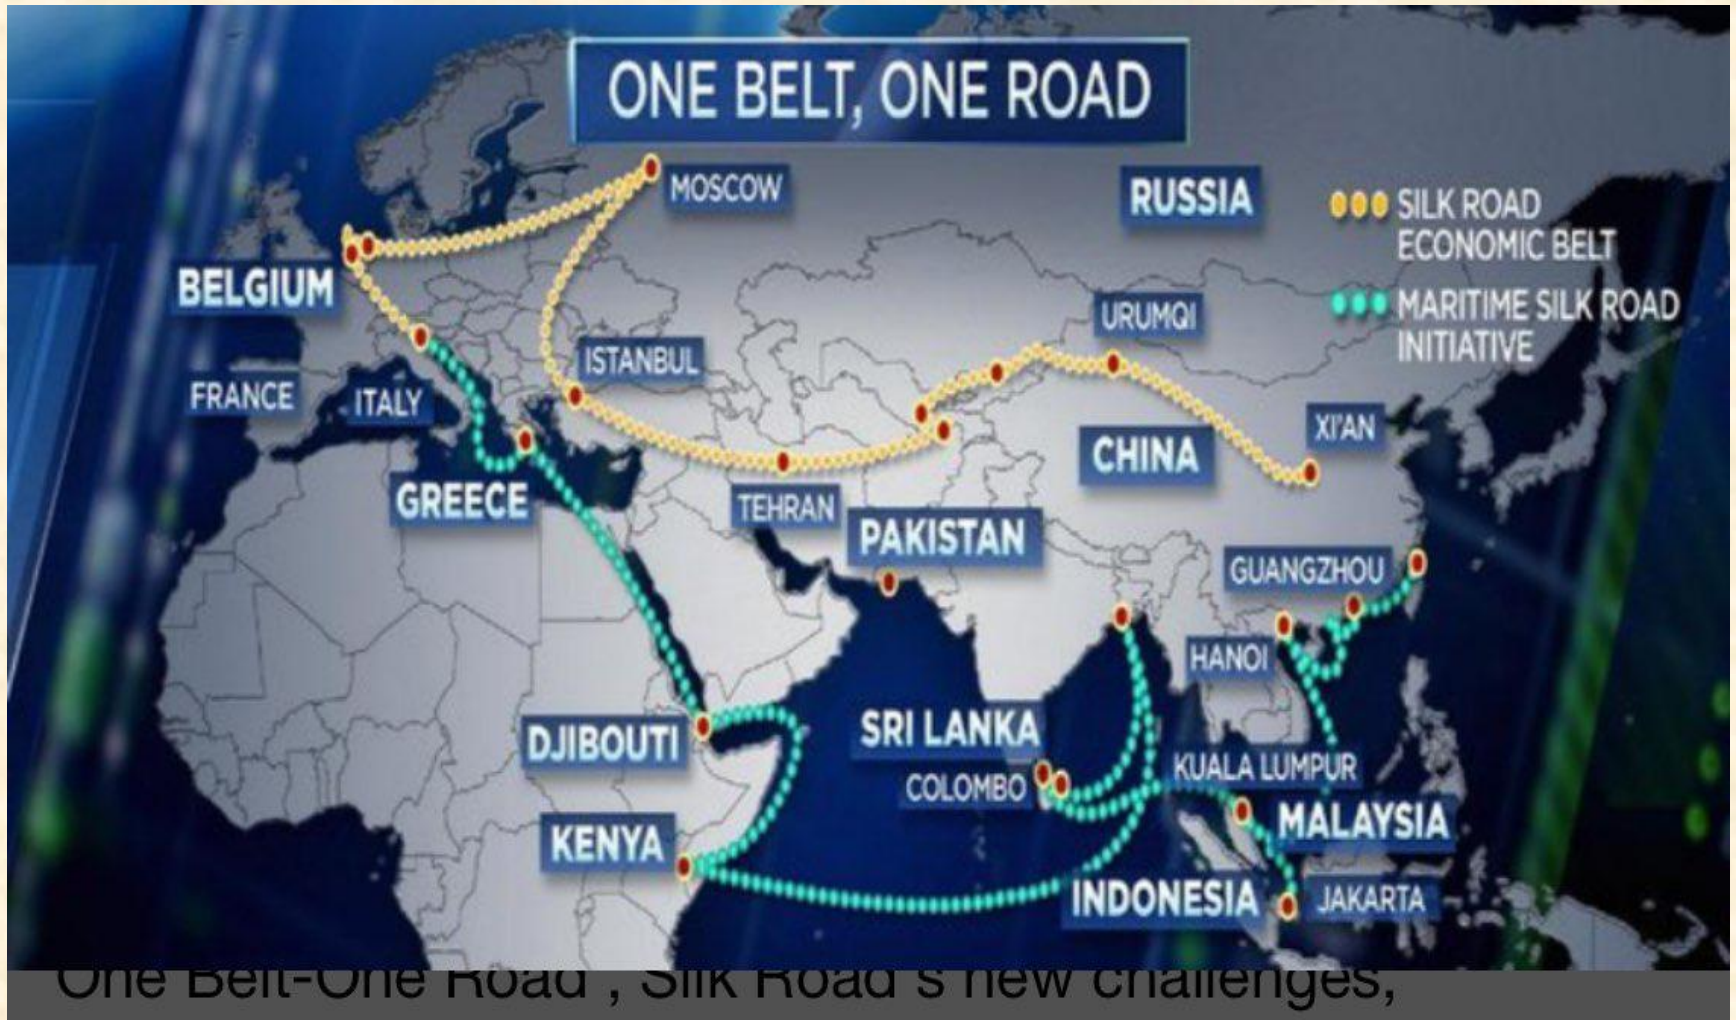 ONE BELT, ONE ROAD
MOSCOW
RUSSIA
SILK ROAD
ECONOMIC BELT
BELGIUM
MARITIME SILK ROAD
INITIATIVE
URUMQI
ISTANBUL
FRANCE
ITALY
XI'AN
CHINA
GREECE
TEHRAN
PAKISTAN
GUANGZHOU
HANOI
DJIBOUTI
SRI LANKA
COLOMBO
KUALA LUMPUR
MALAYSIA
KENYA
INDONESIA
JAKARTA
One Belt-One Road , Silk Road's new challenges,